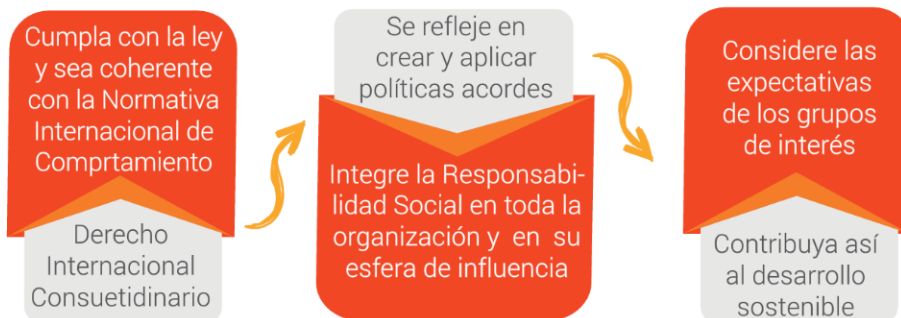 Cumpla con la ley
y sea coherente
con la Normativa
Internacional de
Comprtamiento
Derecho
Internacional
Consuetidinario
Se refleje en
crear y aplicar
políticas acordes
Integre la Responsabi-
lidad Social en toda la
organización y en su
esfera de influencia
Considere las
expectativas
de los grupos
de interés
Contribuya así
al desarrollo
sostenible